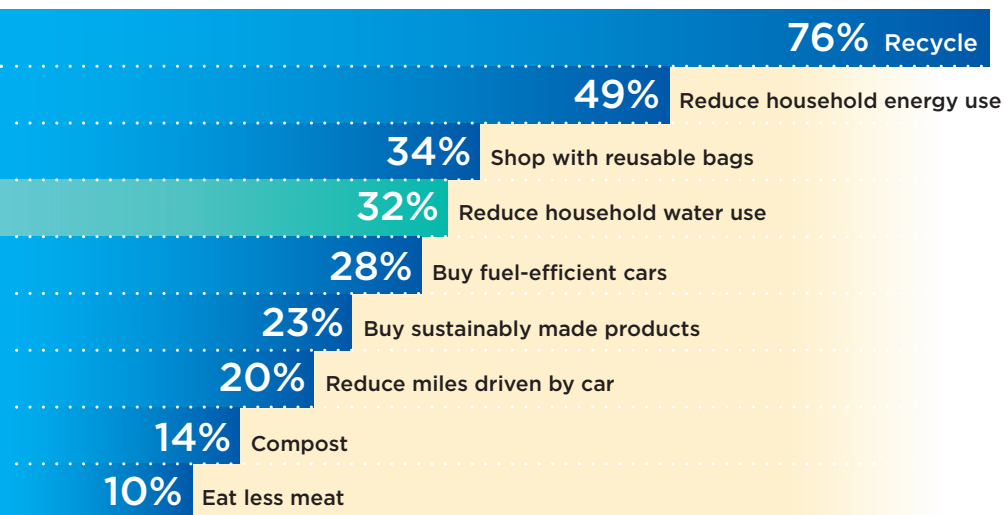 76% Recycle
49% Reduce household energy use
34% Shop with reusable bags
32% Reduce household water use
28% Buy fuel-efficient cars
23% Buy sustainably made products
20% Reduce miles driven by car
14% Compost
10% Eat less meat